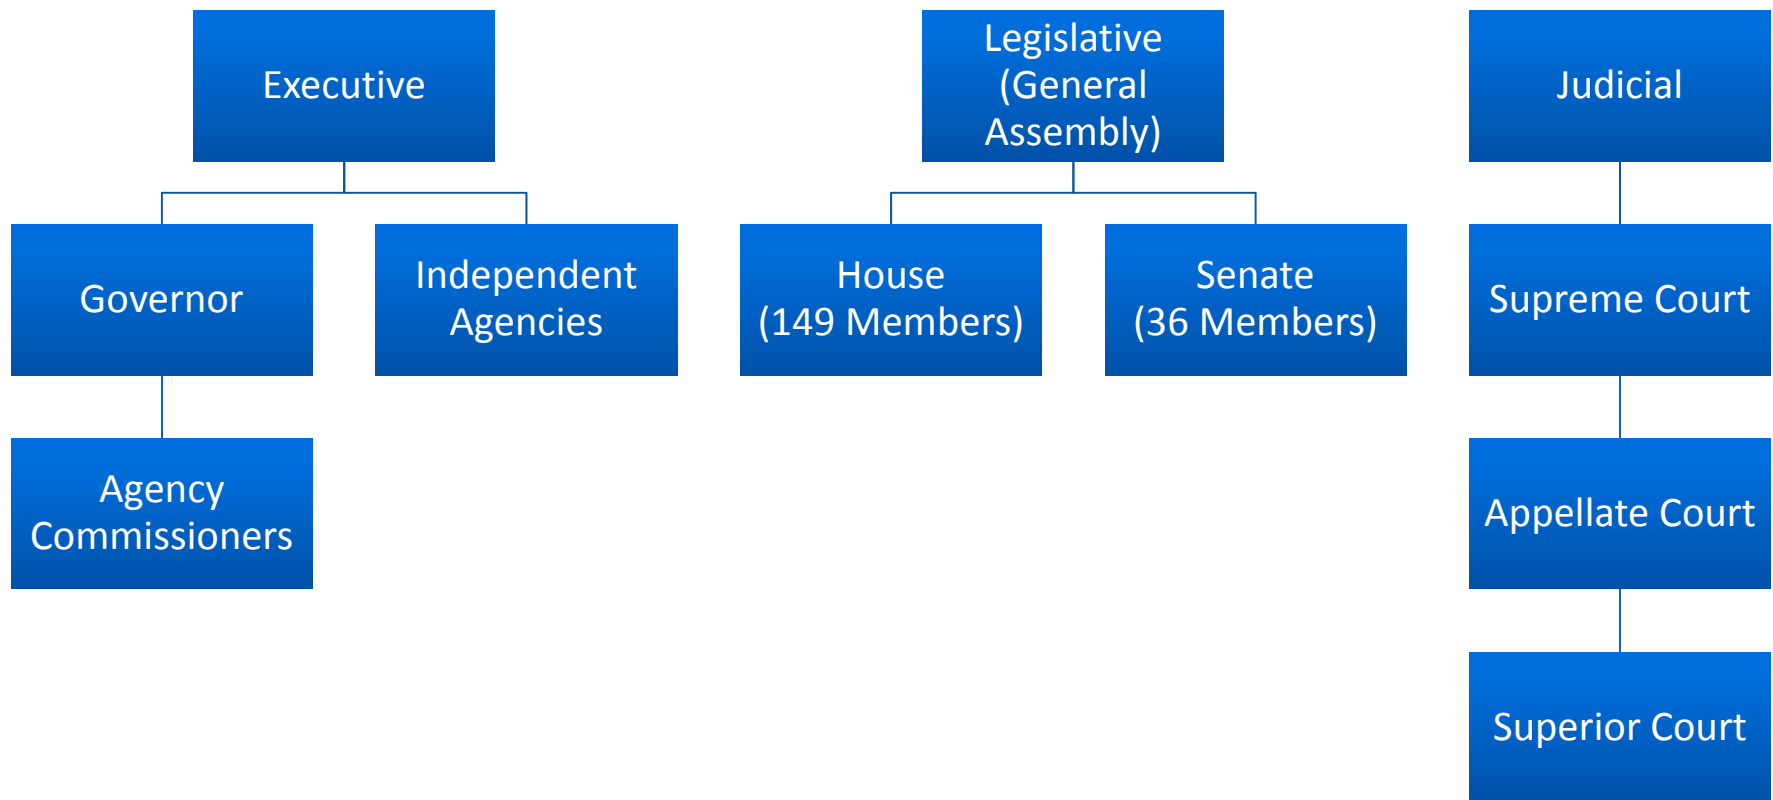 Executive
Legislative
(General
Assembly)
Judicial
Governor
Independent
Agencies
House
(149 Members)
Senate
(36 Members)
Supreme Court
Agency
Commissioners
Appellate Court
Superior Court